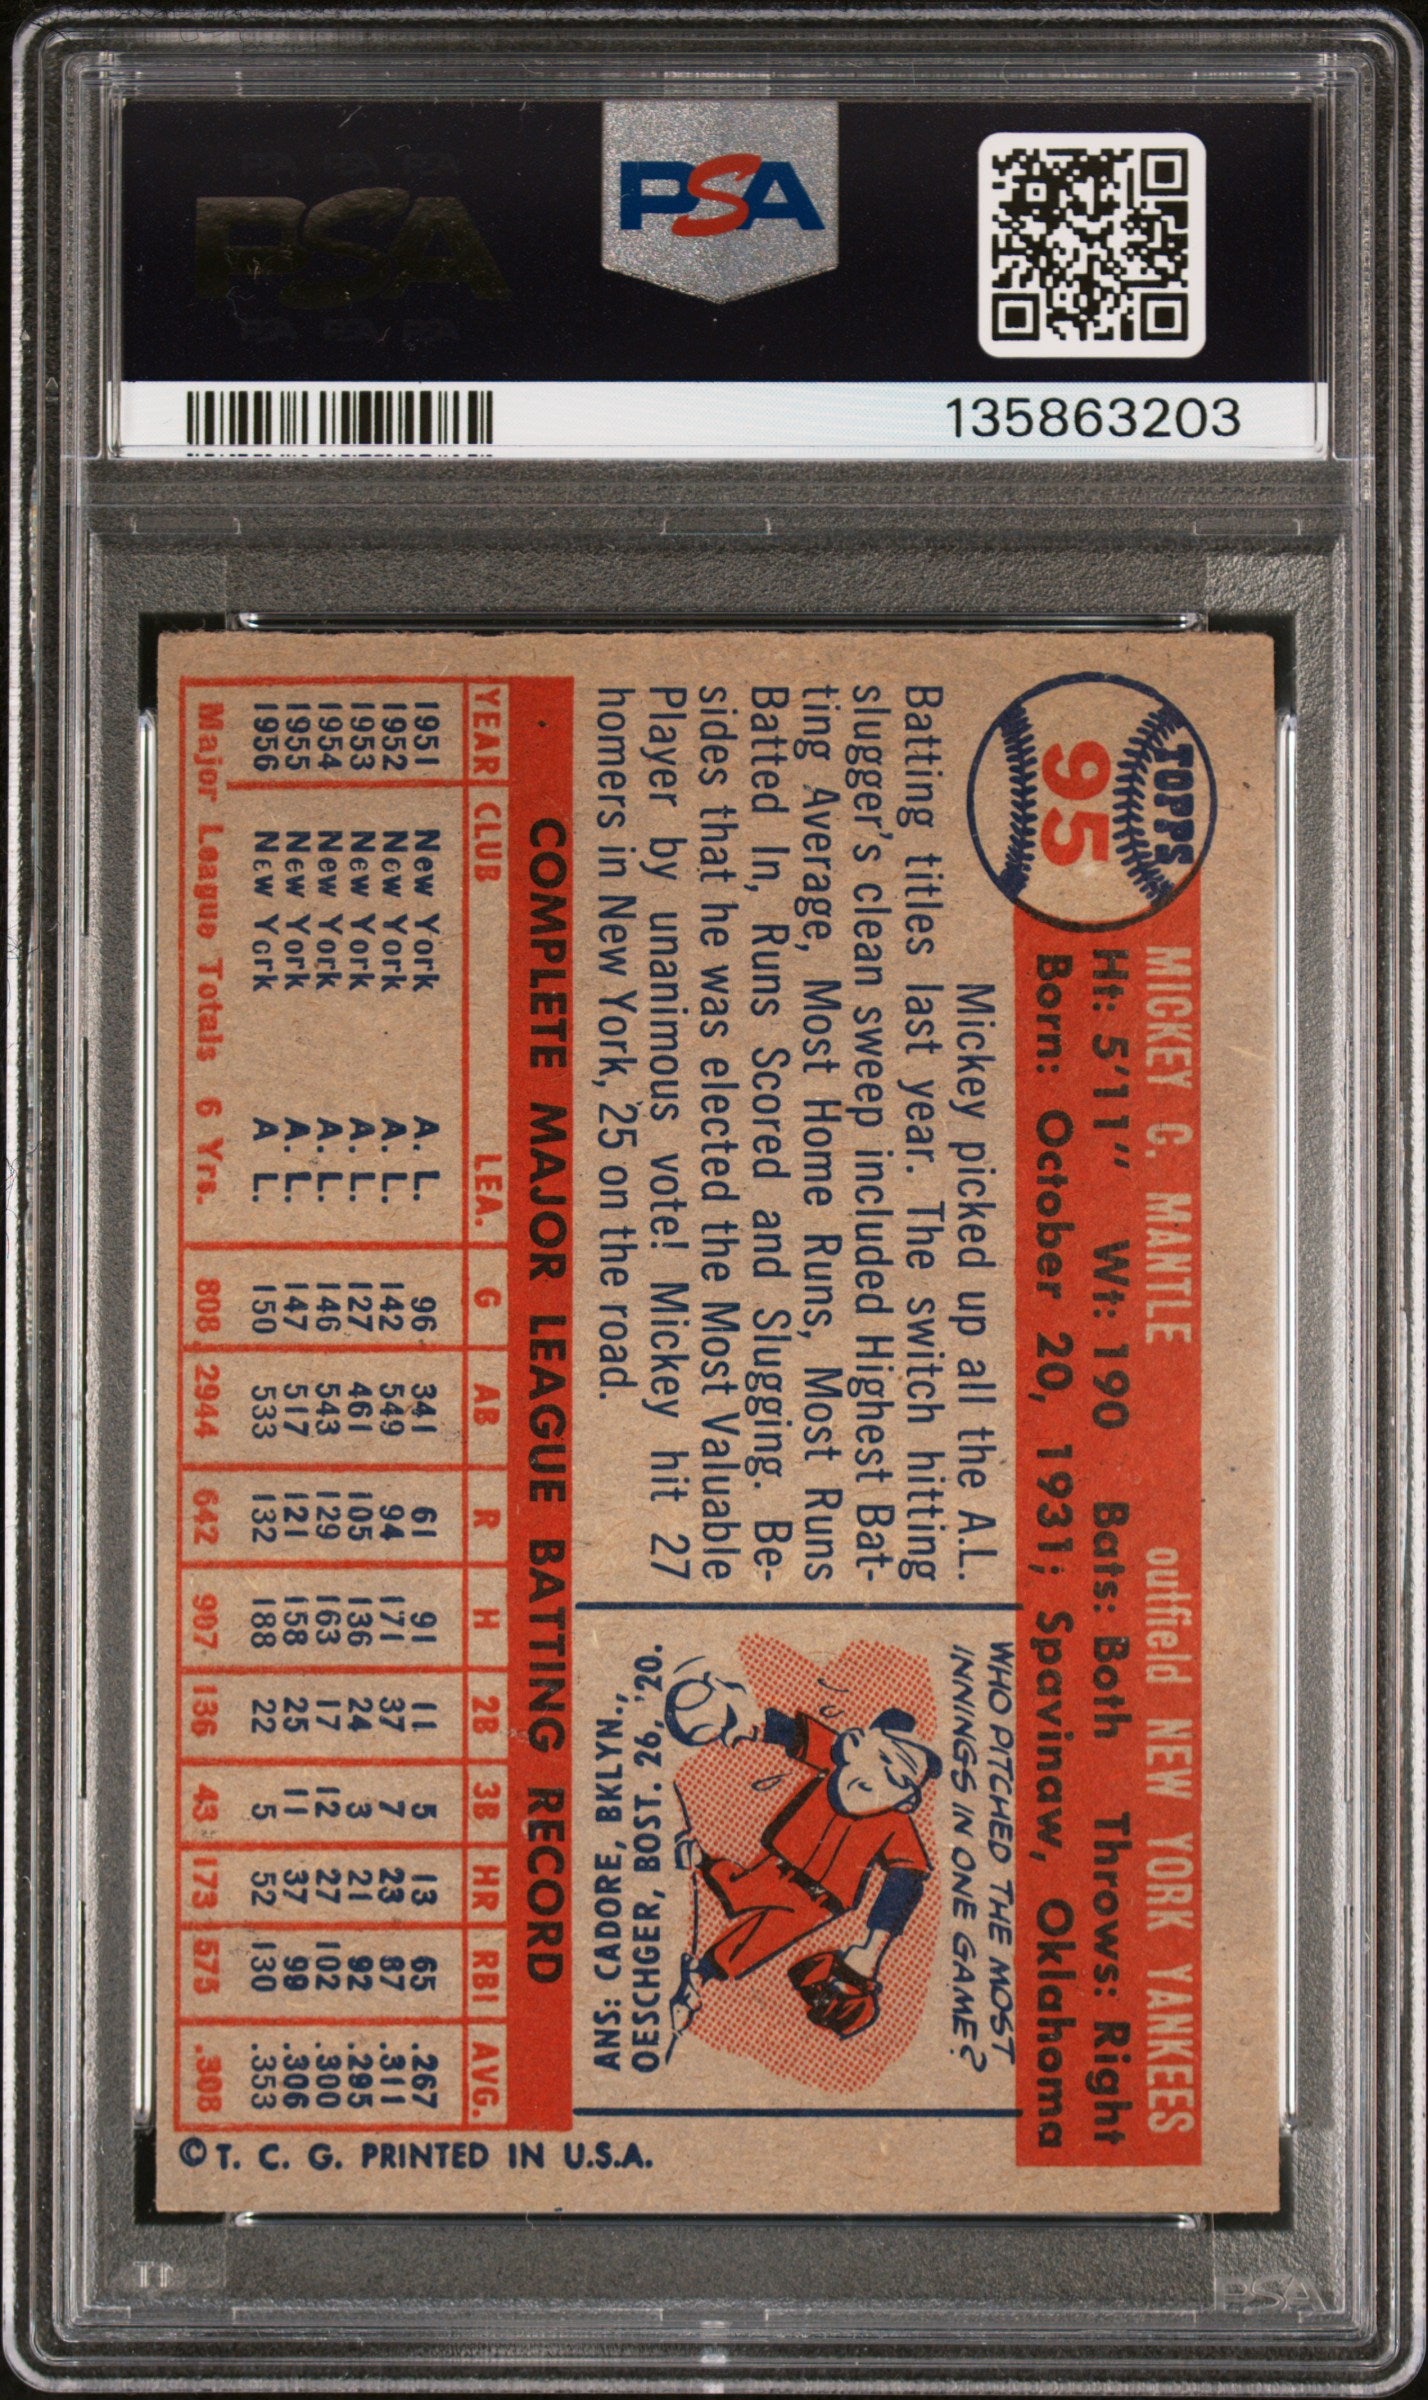 PSA
PSA
135863203
TOPPS
95
MICKEY C. MANTLE outfield NEW YORK YANKEES
Ht: 5'11" Wt: 190 Bats: Both Throws: Right
Born: October 20, 1931; Spavinaw, Oklahoma
Mickey picked up all the A.L.
Batting titles last year. The switch hitting
slugger's clean sweep included Highest Bat-
ting Average, Most Home Runs, Most Runs
Batted In, Runs Scored and Slugging. Be-
sides that he was elected the Most Valuable
Player by unanimous vote! Mickey hit 27
homers in New York, 25 on the road.
WHO PITCHED THE MOST
INNINGS IN ONE GAME?
ANS: CADORE, BKLYN.,
OESCHGER, BOST. 26, '20.
COMPLETE MAJOR LEAGUE BATTING RECORD
YEAR CLUB LEA. G AB R H 2B 3B HR RBI AVG.
1951 New York A. L. 96 341 61 91 11 5 13 65 .267
1952 New York A. L. 142 549 94 171 37 7 23 87 .311
1953 New York A. L. 127 461 105 136 24 3 21 92 .295
1954 New York A. L. 146 543 129 163 17 12 27 102 .300
1955 New York A. L. 147 517 121 158 25 11 37 99 .306
1956 New York A L. 150 533 132 188 22 5 52 130 .353
Major League Totals 6 Yrs. 808 2944 642 907 136 43 173 575 .308
© T. C. G. PRINTED IN U.S.A.
PSA